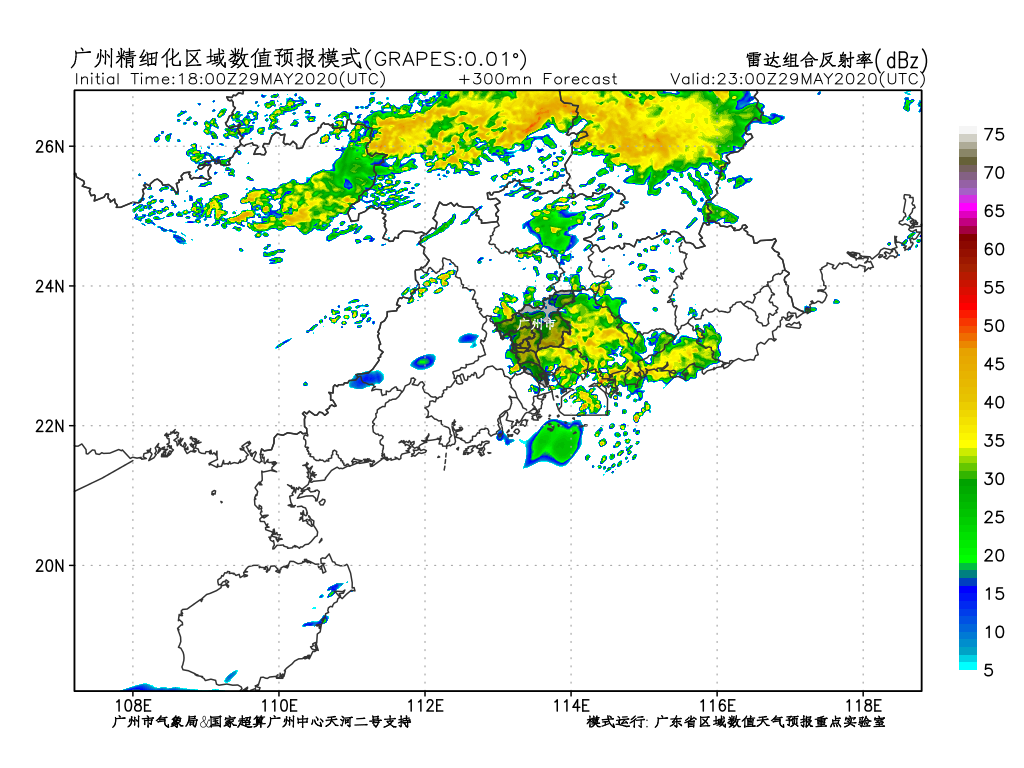 广州精细化区域数值预报模式(GRAPES:0.01°) 雷达组合反射率(dBz)
Initial Time:18:00Z29MAY2020(UTC) +300mn Forecast Valid:23:00Z29MAY2020(UTC)
26N
24N
22N
20N
广州市
75
70
65
60
55
50
45
40
35
30
25
20
15
10
5
108E 110E 112E 114E 116E 118E
广州市气象局&国家超算广州中心天河二号支持 模式运行: 广东省区域数值天气预报重点实验室